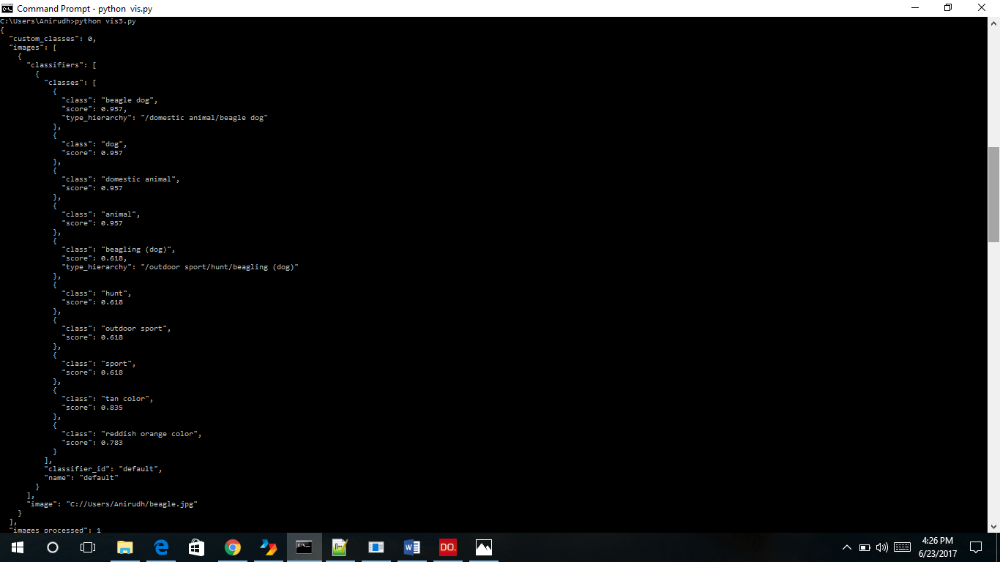 Command Prompt - python  vis.py
C:\Users\Anirudh>python vis3.py
{
  "custom_classes": 0,
  "images": [
    {
      "classifiers": [
        {
          "classes": [
            {
              "class": "beagle dog",
              "score": 0.957,
              "type_hierarchy": "/domestic animal/beagle dog"
            },
            {
              "class": "dog",
              "score": 0.957
            },
            {
              "class": "domestic animal",
              "score": 0.957
            },
            {
              "class": "animal",
              "score": 0.957
            },
            {
              "class": "beagling (dog)",
              "score": 0.618,
              "type_hierarchy": "/outdoor sport/hunt/beagling (dog)"
            },
            {
              "class": "hunt",
              "score": 0.618
            },
            {
              "class": "outdoor sport",
              "score": 0.618
            },
            {
              "class": "sport",
              "score": 0.618
            },
            {
              "class": "tan color",
              "score": 0.835
            },
            {
              "class": "reddish orange color",
              "score": 0.783
            }
          ],
          "classifier_id": "default",
          "name": "default"
        }
      ],
      "image": "C://Users/Anirudh/beagle.jpg"
    }
  ],
  "images_processed": 1
DO.
4:26 PM
6/23/2017